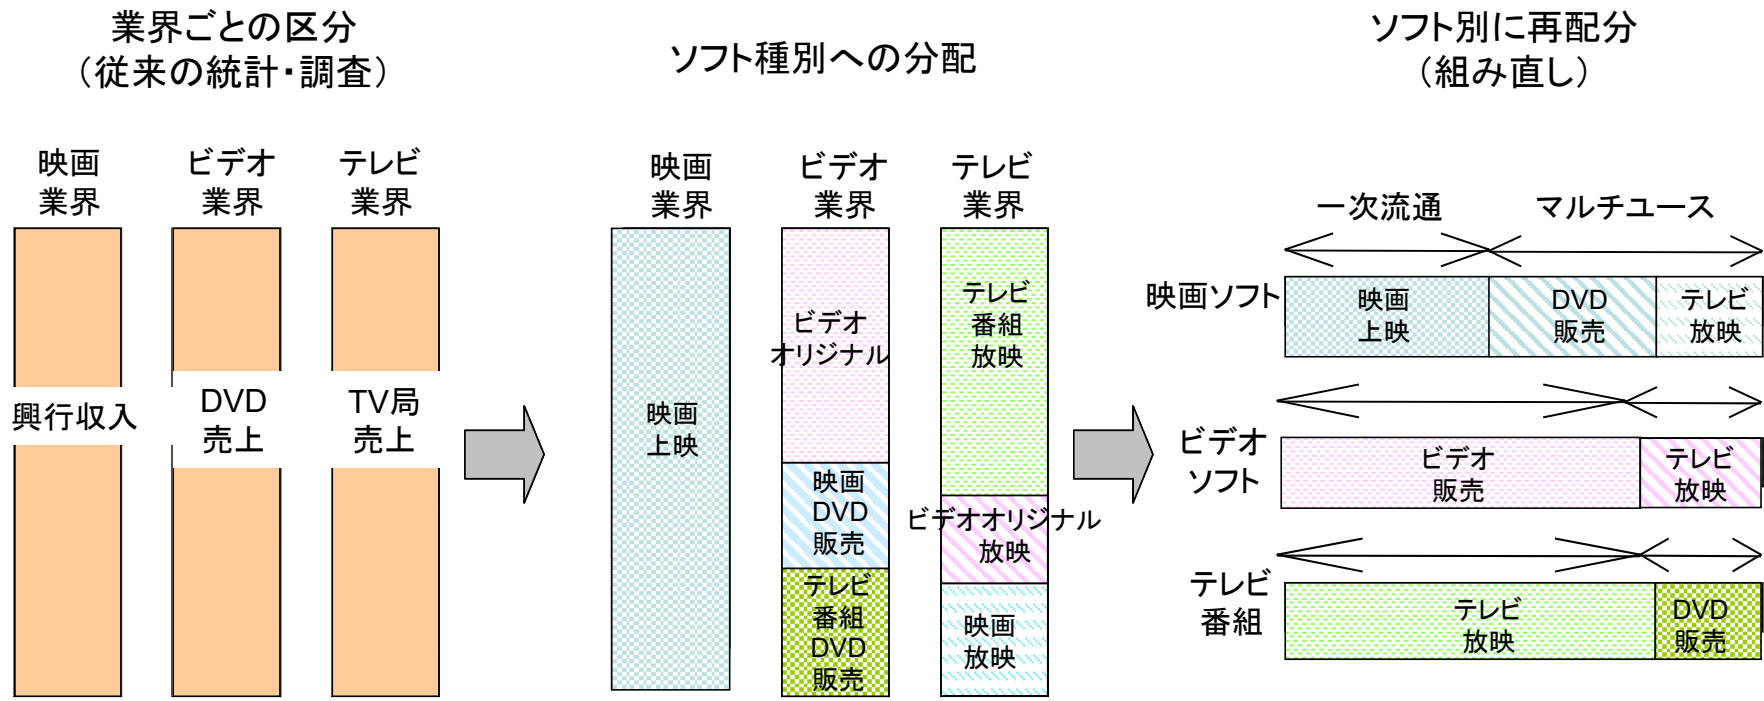 業界ごとの区分
（従来の統計・調査）
映画
業界
ビデオ
業界
テレビ
業界
興行収入
DVD
売上
TV局
売上
ソフト種別への分配
映画
業界
ビデオ
業界
テレビ
業界
映画
上映
ビデオ
オリジナル
映画
DVD
販売
テレビ
番組
DVD
販売
テレビ
番組
放映
ビデオオリジナル
放映
映画
放映
ソフト別に再配分
（組み直し）
一次流通
マルチユース
映画ソフト
映画
上映
DVD
販売
テレビ
放映
ビデオ
ソフト
ビデオ
販売
テレビ
放映
テレビ
番組
テレビ
放映
DVD
販売